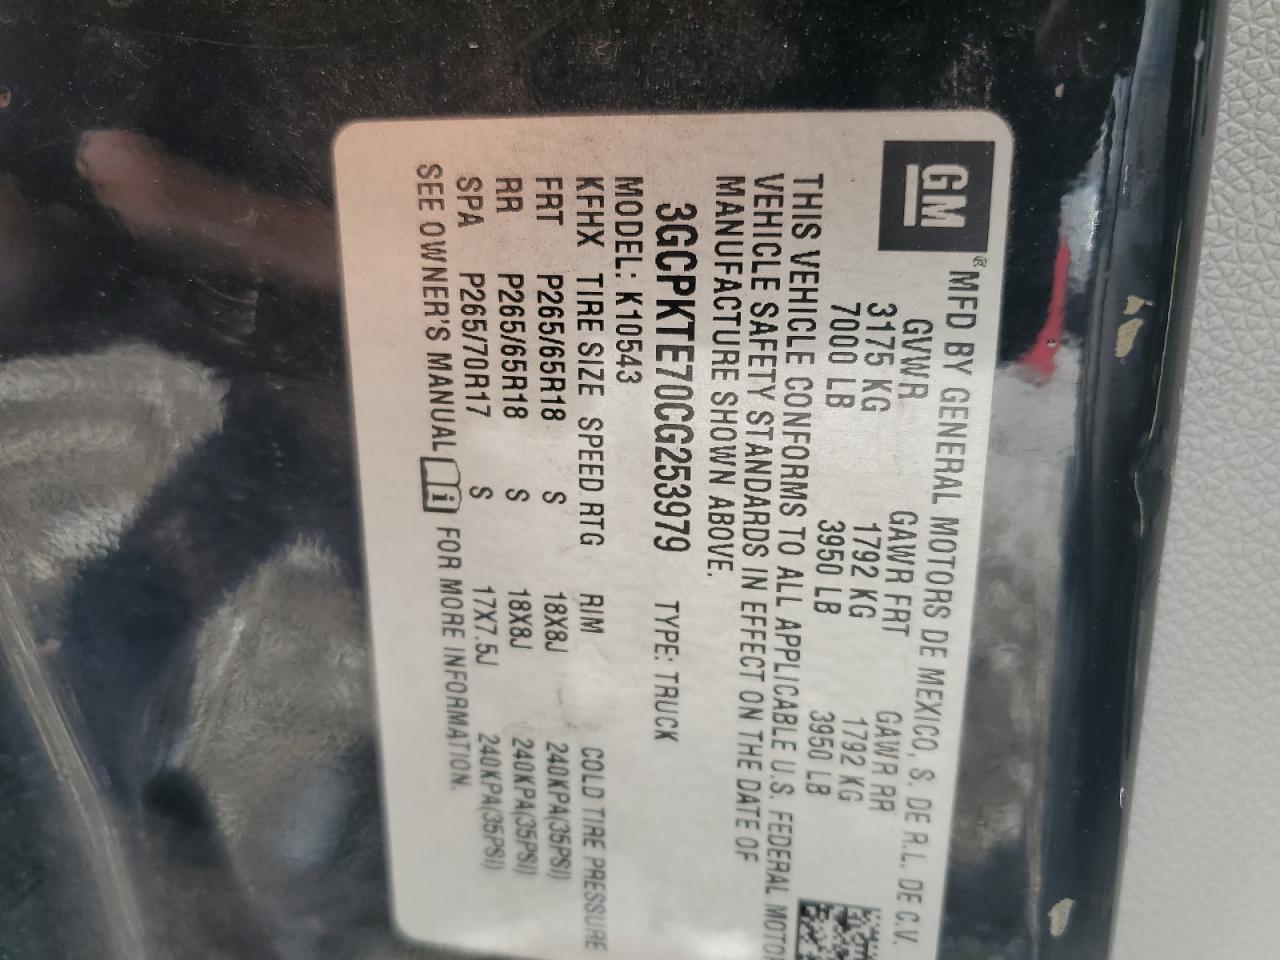 GM
® MFD BY GENERAL MOTORS DE MEXICO, S. DE R.L. DE C.V.
GVWR GAWR FRT GAWR RR
3175 KG 1792 KG 1792 KG
7000 LB 3950 LB 3950 LB
THIS VEHICLE CONFORMS TO ALL APPLICABLE U.S. FEDERAL MOTOR
VEHICLE SAFETY STANDARDS IN EFFECT ON THE DATE OF
MANUFACTURE SHOWN ABOVE.
3GCPKTE70CG253979 TYPE: TRUCK
MODEL: K10543
KFHX TIRE SIZE SPEED RTG RIM COLD TIRE PRESSURE
FRT P265/65R18 S 18X8J 240KPA(35PSI)
RR P265/65R18 S 18X8J 240KPA(35PSI)
SPA P265/70R17 S 17X7.5J 240KPA(35PSI)
SEE OWNER'S MANUAL i FOR MORE INFORMATION.